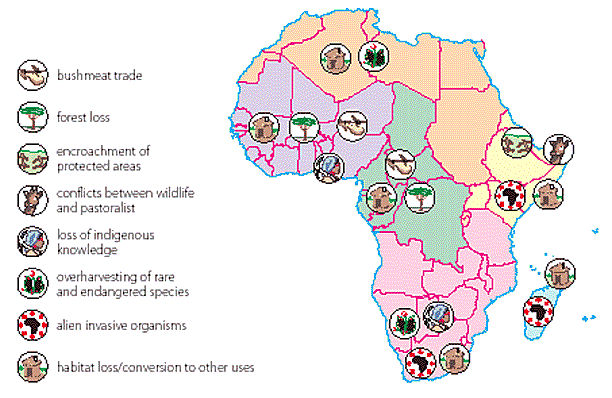 bushmeat trade
forest loss
encroachment of
protected areas
conflicts between wildlife
and pastoralist
loss of indigenous
knowledge
overharvesting of rare
and endangered species
alien invasive organisms
habitat loss/conversion to other uses